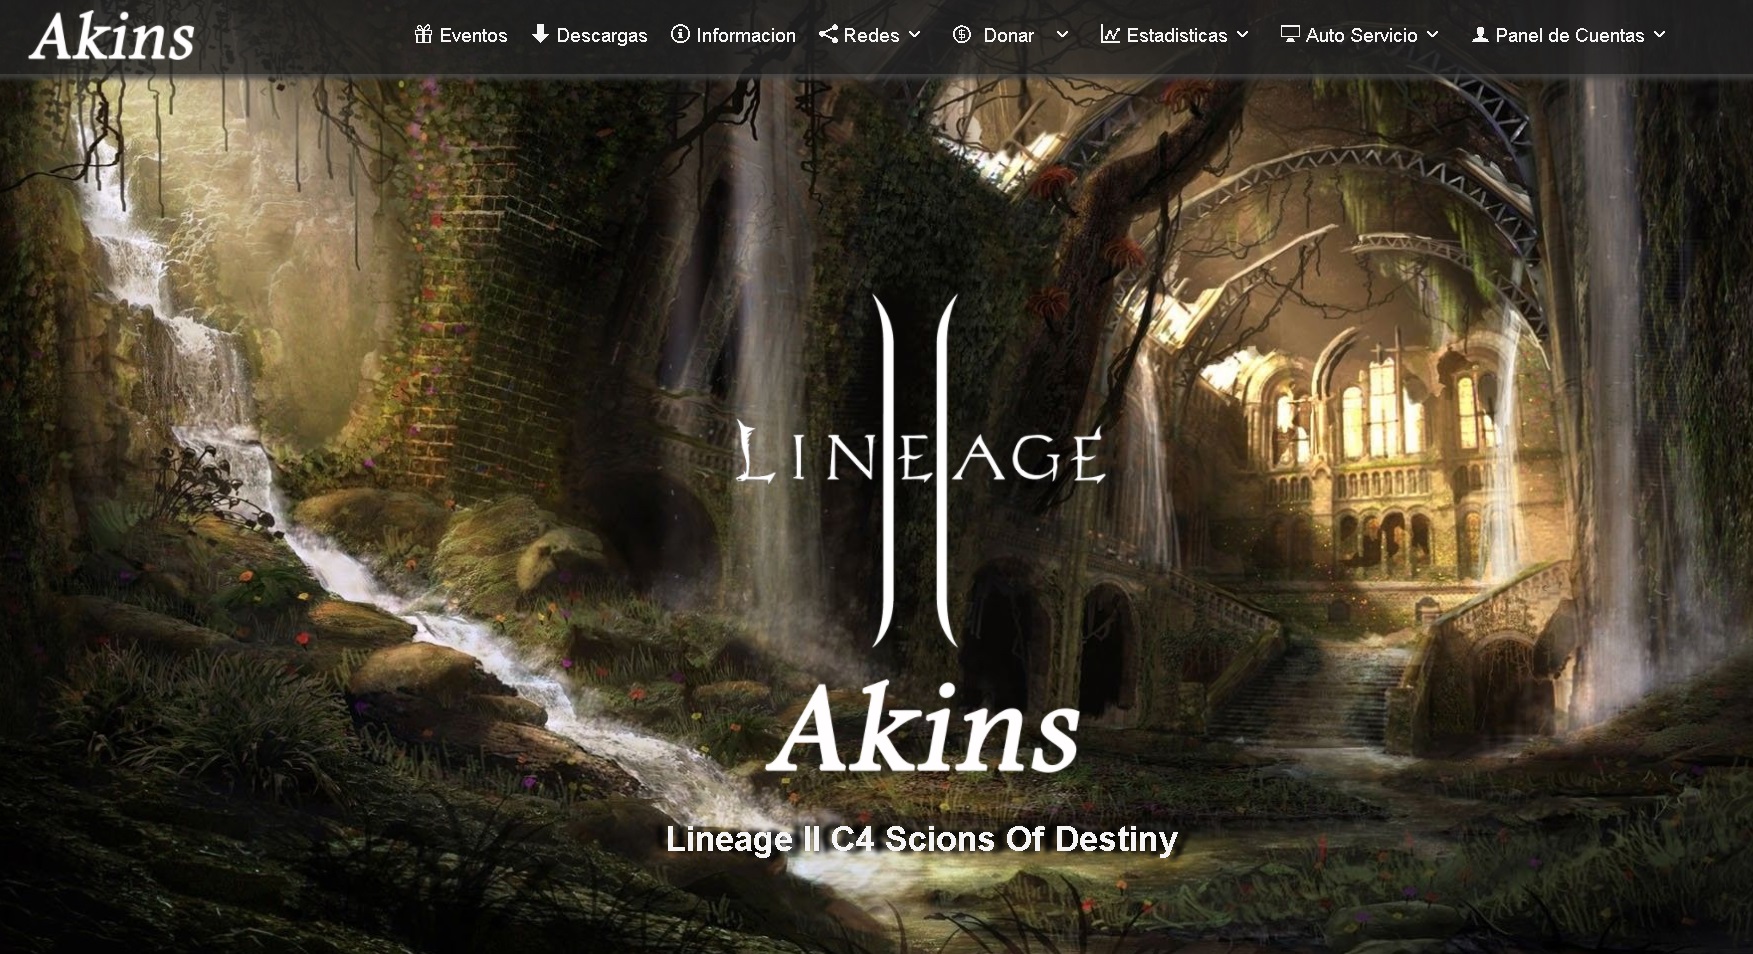 Akins
Eventos Descargas Informacion Redes Donar Estadisticas Auto Servicio Panel de Cuentas
LINEAGE II
Akins
Lineage II C4 Scions Of Destiny